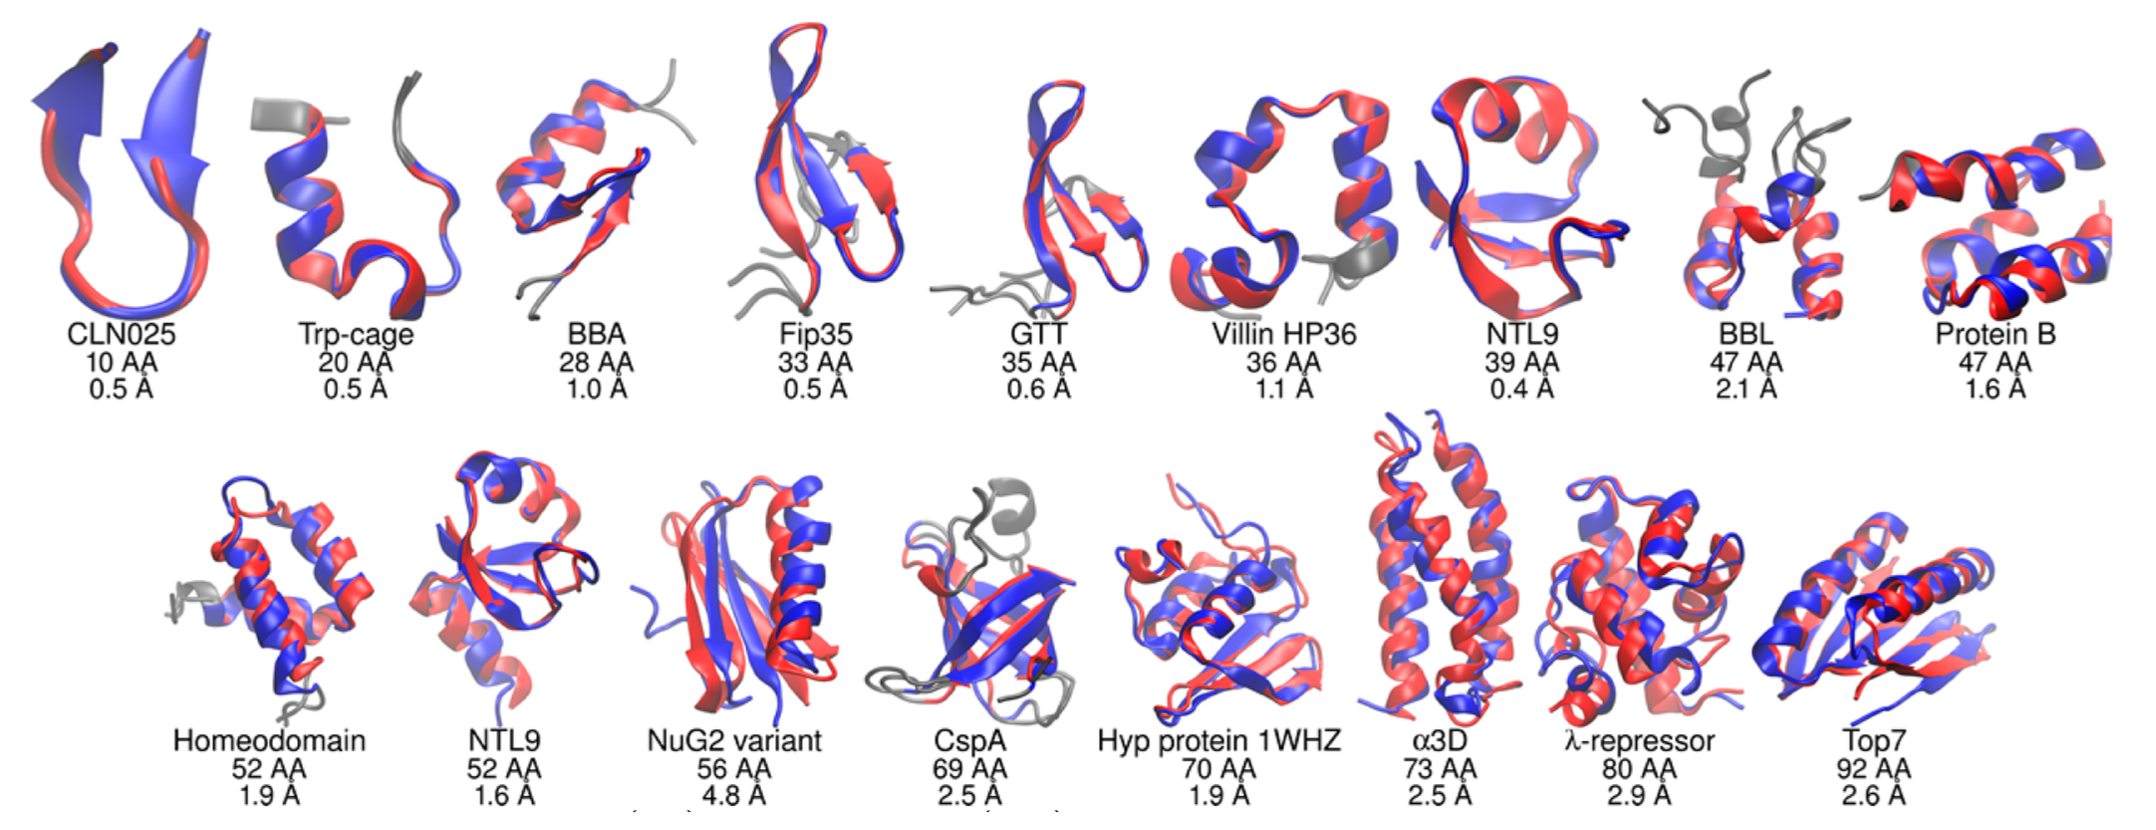 CLN025
10 AA
0.5 Å
Trp-cage
20 AA
0.5 Å
BBA
28 AA
1.0 Å
Fip35
33 AA
0.5 Å
GTT
35 AA
0.6 Å
Villin HP36
36 AA
1.1 Å
NTL9
39 AA
0.4 Å
BBL
47 AA
2.1 Å
Protein B
47 AA
1.6 Å
Homeodomain
52 AA
1.9 Å
NTL9
52 AA
1.6 Å
NuG2 variant
56 AA
4.8 Å
CspA
69 AA
2.5 Å
Hyp protein 1WHZ
70 AA
1.9 Å
α3D
73 AA
2.5 Å
λ-repressor
80 AA
2.9 Å
Top7
92 AA
2.6 Å